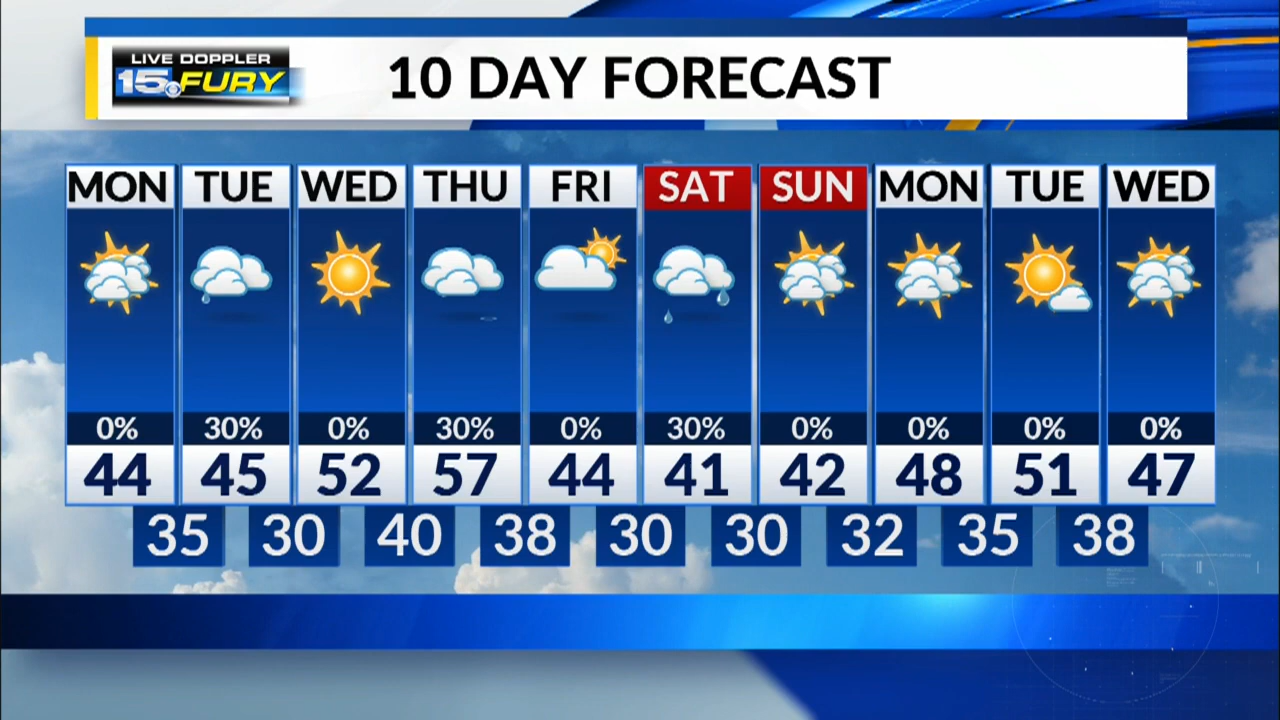 LIVE DOPPLER
15 FURY
10 DAY FORECAST
MON TUE WED THU FRI SAT SUN MON TUE WED
0% 30% 0% 30% 0% 30% 0% 0% 0% 0%
44 45 52 57 44 41 42 48 51 47
35 30 40 38 30 30 32 35 38